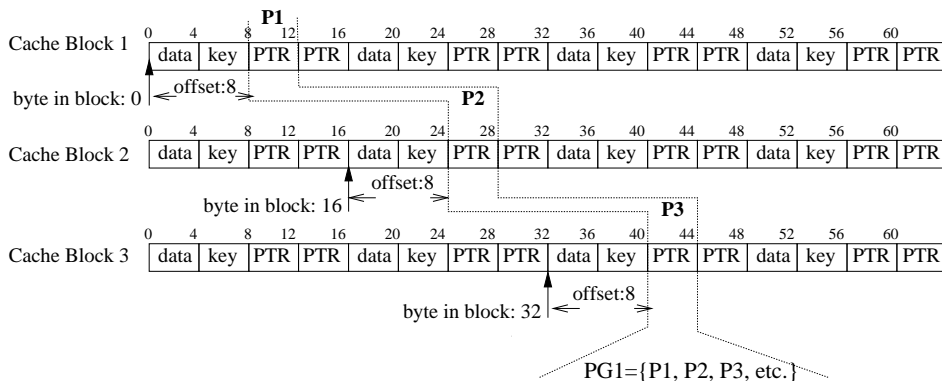 P1
0 4 8 12 16 20 24 28 32 36 40 44 48 52 56 60
Cache Block 1 data key PTR PTR data key PTR PTR data key PTR PTR data key PTR PTR
byte in block: 0 offset:8 P2
0 4 8 12 16 20 24 28 32 36 40 44 48 52 56 60
Cache Block 2 data key PTR PTR data key PTR PTR data key PTR PTR data key PTR PTR
byte in block: 16 offset:8 P3
0 4 8 12 16 20 24 28 32 40 44 48 52 56 60
Cache Block 3 data key PTR PTR data key PTR PTR data key PTR PTR data key PTR PTR
byte in block: 32 offset:8
PG1={P1, P2, P3, etc.}